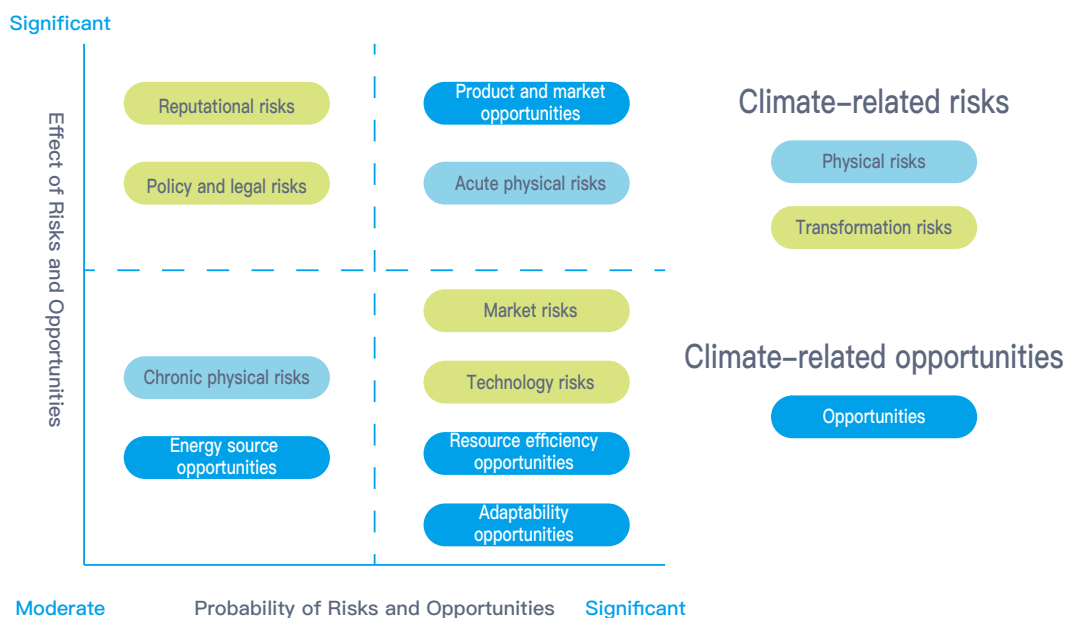 Significant
Effect of Risks and Opportunities
Reputational risks
Policy and legal risks
Product and market
opportunities
Acute physical risks
Chronic physical risks
Energy source
opportunities
Market risks
Technology risks
Resource efficiency
opportunities
Adaptability
opportunities
Moderate
Probability of Risks and Opportunities
Significant
Climate-related risks
Physical risks
Transformation risks
Climate-related opportunities
Opportunities